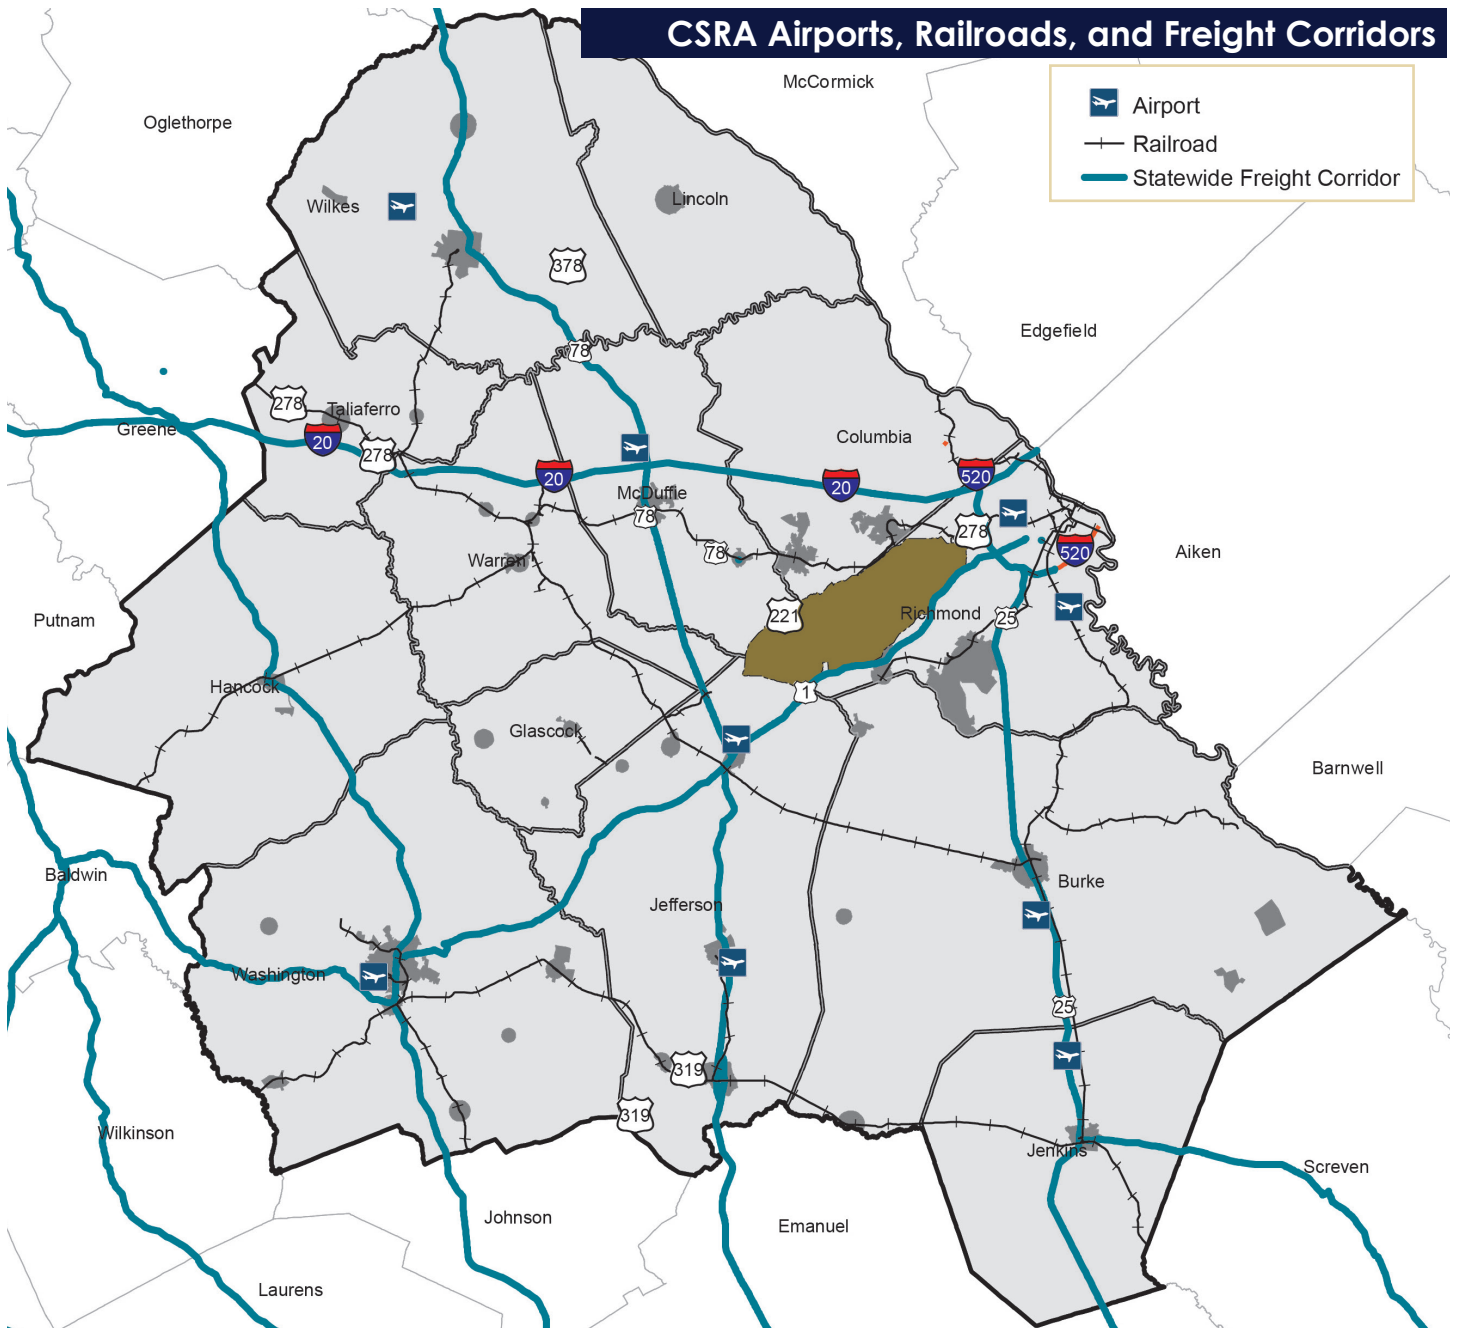 CSRA Airports, Railroads, and Freight Corridors
McCormick
Airport
Railroad
Statewide Freight Corridor
Oglethorpe
Wilkes
Lincoln
378
Edgefield
78
278
Taliaferro
Greene
20
278
Columbia
20
20
520
McDuffie
78
278
78
520
Aiken
Warren
Putnam
221
Richmond
25
Hancock
1
Glascock
Barnwell
Baldwin
Burke
Jefferson
Washington
25
319
319
Wilkinson
Jenkins
Screven
Johnson
Emanuel
Laurens